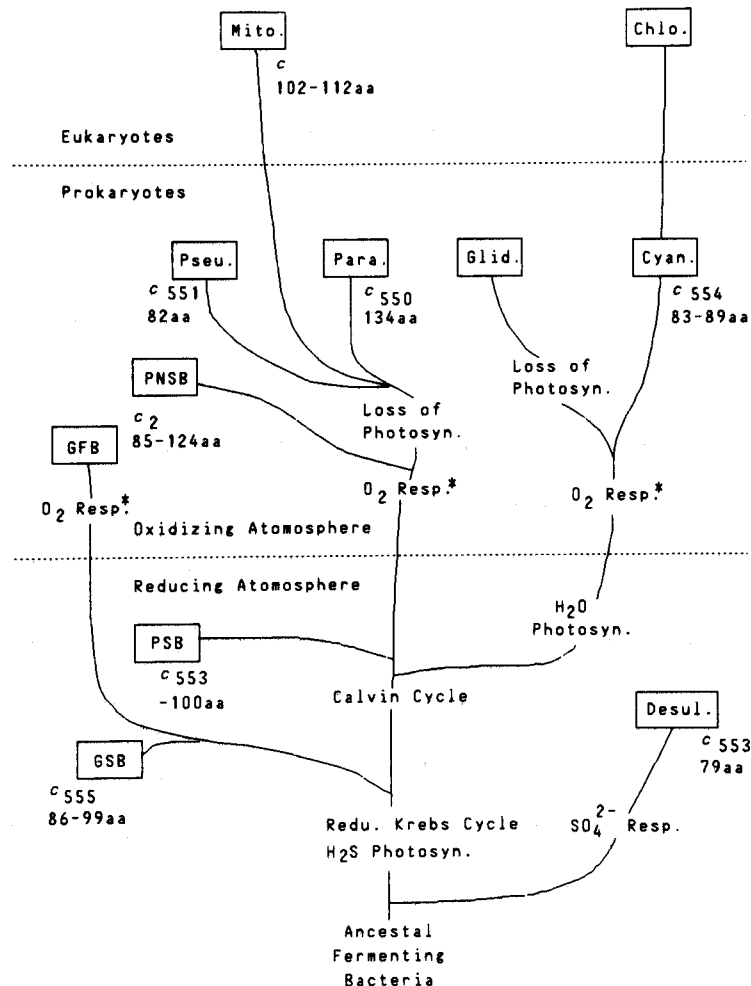 Mito.
c
102-112aa
Chlo.
Eukaryotes
Prokaryotes
Pseu.
c 551
82aa
Para.
c 550
134aa
Glid.
Cyan.
c 554
83-89aa
Loss of
Photosyn.
PNSB
c 2
85-124aa
Loss of
Photosyn.
GFB
O2 Resp.*
O2 Resp.*
O2 Resp.*
Oxidizing Atomosphere
Reducing Atomosphere
H2O
Photosyn.
PSB
c 553
-100aa
Calvin Cycle
Desul.
c 553
79aa
GSB
c 555
86-99aa
Redu. Krebs Cycle
H2S Photosyn.
SO4 2- Resp.
Ancestal
Fermenting
Bacteria